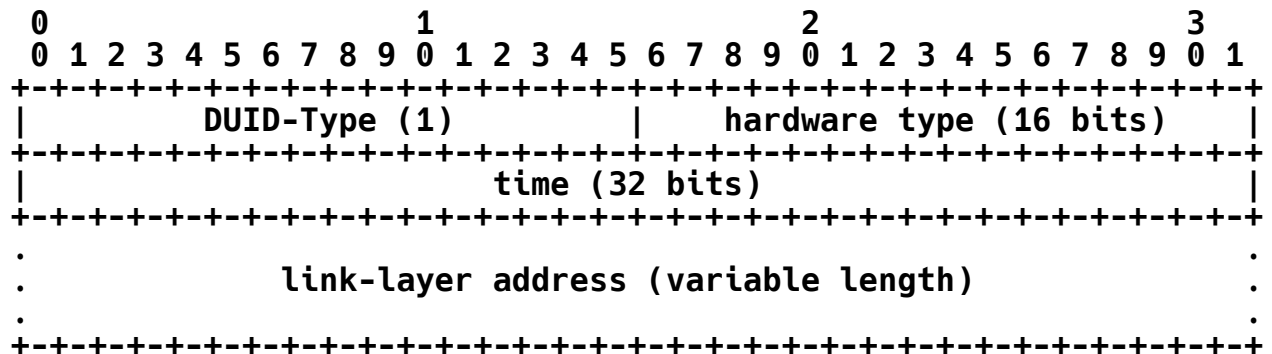 0                   1                   2                   3
 0 1 2 3 4 5 6 7 8 9 0 1 2 3 4 5 6 7 8 9 0 1 2 3 4 5 6 7 8 9 0 1
+-+-+-+-+-+-+-+-+-+-+-+-+-+-+-+-+-+-+-+-+-+-+-+-+-+-+-+-+-+-+-+-+
|         DUID-Type (1)         |    hardware type (16 bits)    |
+-+-+-+-+-+-+-+-+-+-+-+-+-+-+-+-+-+-+-+-+-+-+-+-+-+-+-+-+-+-+-+-+
|                        time (32 bits)                         |
+-+-+-+-+-+-+-+-+-+-+-+-+-+-+-+-+-+-+-+-+-+-+-+-+-+-+-+-+-+-+-+-+
.                                                               .
.             link-layer address (variable length)              .
.                                                               .
+-+-+-+-+-+-+-+-+-+-+-+-+-+-+-+-+-+-+-+-+-+-+-+-+-+-+-+-+-+-+-+-+